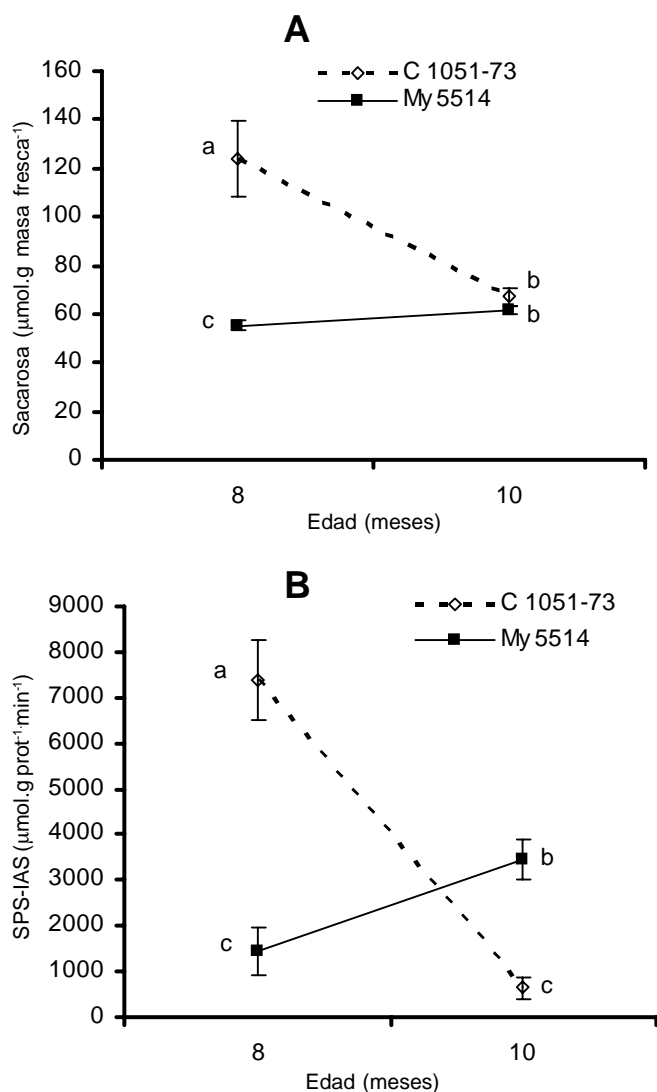 A
C 1051-73
My 5514
160
140
120
100
80
60
40
20
0
Sacarosa (μmol.g masa fresca⁻¹)
a
b
c
b
8
10
Edad (meses)
B
C 1051-73
My 5514
9000
8000
7000
6000
5000
4000
3000
2000
1000
0
SPS-IAS (μmol.g prot⁻¹·min⁻¹)
a
b
c
c
8
10
Edad (meses)